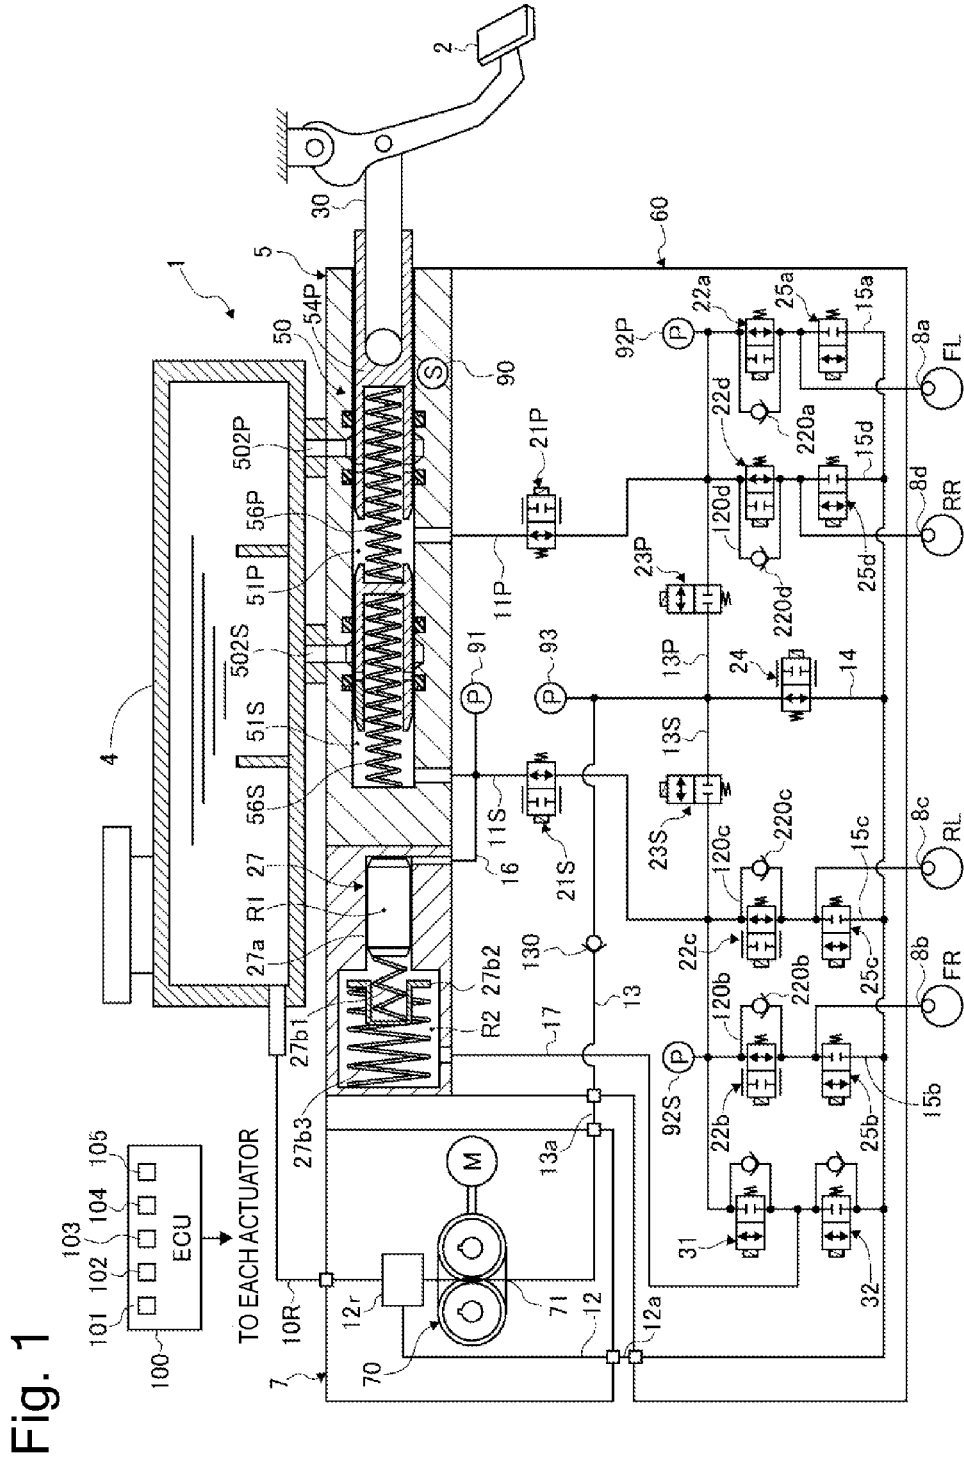 Fig. 1
100
101
102
103
104
105
ECU
TO EACH ACTUATOR
1
2
4
5
7
30
50
54P
60
90
S
502P
56P
51P
502S
51S
56S
27
R1
27a
27b1
27b2
27b3
R2
10R
12r
70
71
M
12
12a
13a
13
130
17
16
11S
21S
91
P
93
P
11P
21P
23P
13P
13S
23S
24
14
92P
P
22a
25a
15a
220a
8a
FL
22d
120d
220d
25d
15d
8d
RR
22c
120c
220c
25c
15c
8c
RL
92S
P
22b
120b
220b
25b
15b
8b
FR
31
32